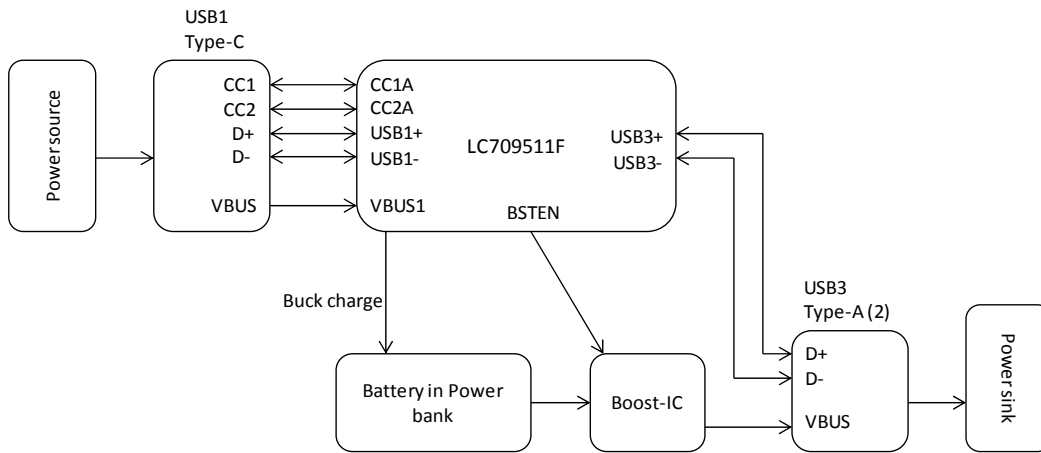 USB1
Type-C
Power source
CC1
CC2
D+
D-
VBUS
CC1A
CC2A
USB1+
USB1-
VBUS1
LC709511F
USB3+
USB3-
BSTEN
Buck charge
Battery in Power
bank
Boost-IC
USB3
Type-A (2)
D+
D-
VBUS
Power sink